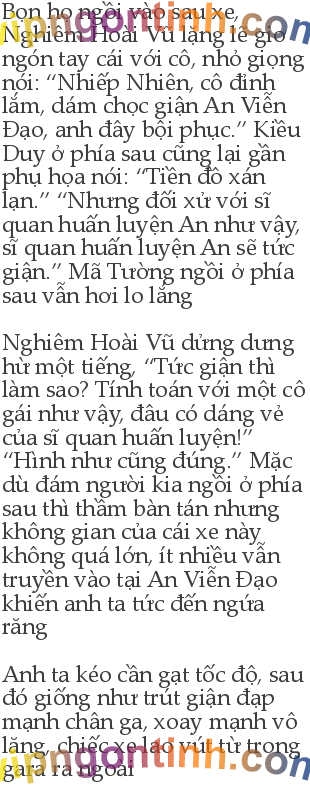 Bọn họ ngồi vào sau xe,
Nghiêm Hoài Vũ lặng lẽ giơ
ngón tay cái với cô, nhỏ giọng
nói: “Nhiếp Nhiên, cô đỉnh
lắm, dám chọc giận An Viễn
Đạo, anh đây bội phục.” Kiều
Duy ở phía sau cũng lại gần
phụ họa nói: “Tiền đồ xán
lạn.” “Nhưng đối xử với sĩ
quan huấn luyện An như vậy,
sĩ quan huấn luyện An sẽ tức
giận.” Mã Tường ngồi ở phía
sau vẫn hơi lo lắng
Nghiêm Hoài Vũ dửng dưng
hừ một tiếng, “Tức giận thì
làm sao? Tính toán với một cô
gái như vậy, đâu có dáng vẻ
của sĩ quan huấn luyện!”
“Hình như cũng đúng.” Mặc
dù đám người kia ngồi ở phía
sau thì thầm bàn tán nhưng
không gian của cái xe này
không quá lớn, ít nhiều vẫn
truyền vào tại An Viễn Đạo
khiến anh ta tức đến ngứa
răng
Anh ta kéo cần gạt tốc độ, sau
đó giống như trút giận đạp
mạnh chân ga, xoay mạnh vô
lăng, chiếc xe lao vút từ trong
gara ra ngoài
vipngontinh.com
vipngontinh.com